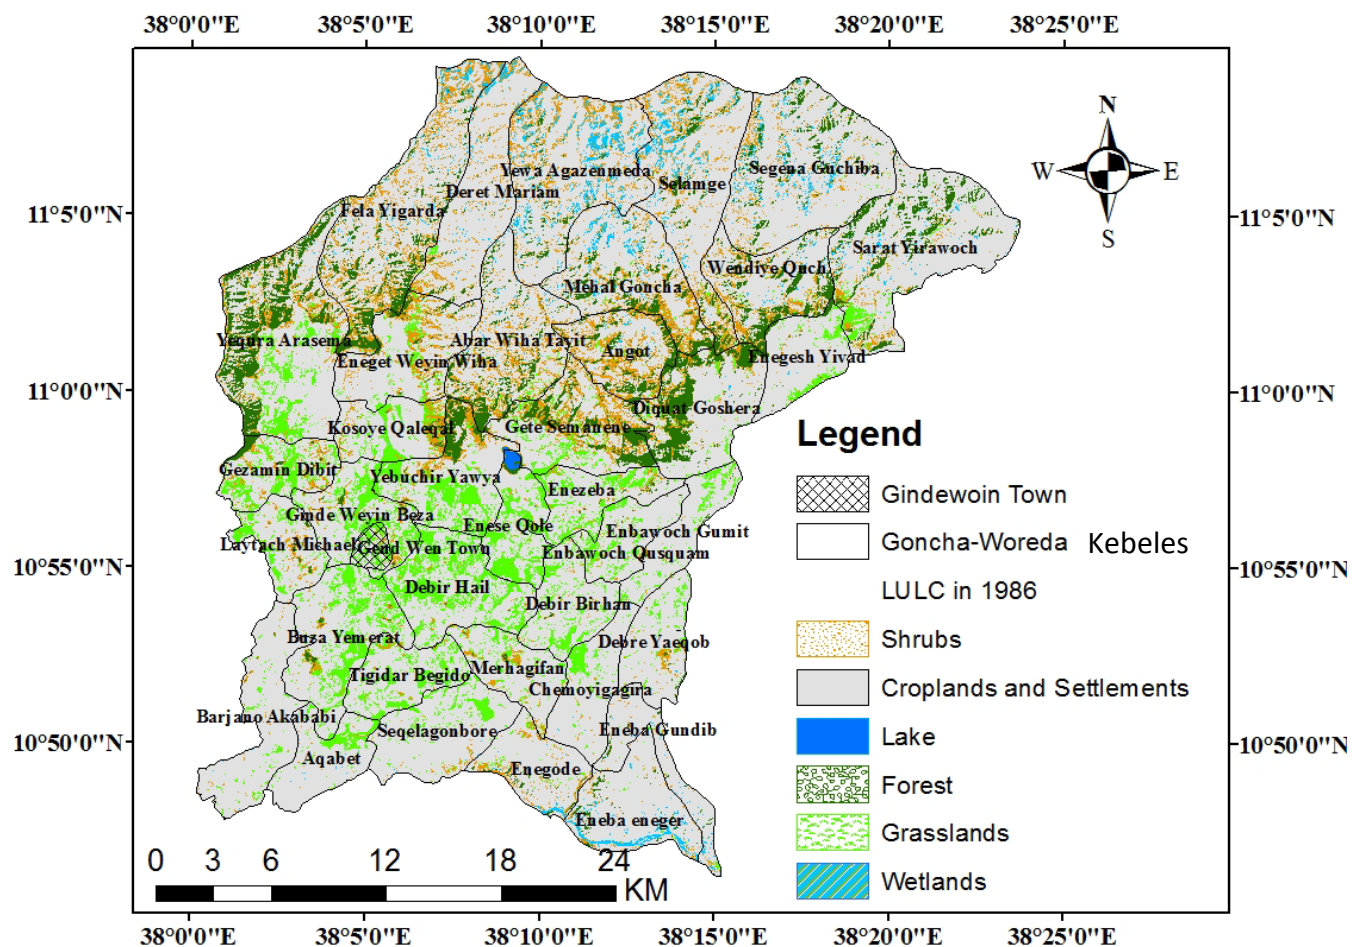 38°0'0"E 38°5'0"E 38°10'0"E 38°15'0"E 38°20'0"E 38°25'0"E
N
W E
S
11°5'0"N 11°5'0"N
11°0'0"N 11°0'0"N
10°55'0"N 10°55'0"N
10°50'0"N 10°50'0"N
Yewa Agazenmeda
Segena Guchiba
Selamge
Deret Mariam
Fela Yigarda
Sarat Yirawoch
Wendiye Quch
Mehal Goncha
Yequra Arasema
Abar Wiha Tayit
Angot
Eneget Weyin Wiha
Enegesh Yivad
Diquat Goshera
Kosoye Qaleqal
Gete Semanene
Gezamin Dibit
Yebuchir Yawya
Enezeba
Ginde Weyin Beza
Enese Qole
Enbawoch Gumit
Laytach Michael
Gend Wen Town
Enbawoch Qusquam
Debir Hail
Debir Birhan
Buza Yemerat
Debre Yaeqob
Merhagifan
Tigidar Begido
Chemoyigagira
Barjano Akababi
Seqelagonbore
Eneba Gundib
Aqabet
Enegode
Eneba eneger
Legend
Gindewoin Town
Goncha-Woreda Kebeles
LULC in 1986
Shrubs
Croplands and Settlements
Lake
Forest
Grasslands
Wetlands
0 3 6 12 18 24
KM
38°0'0"E 38°5'0"E 38°10'0"E 38°15'0"E 38°20'0"E 38°25'0"E